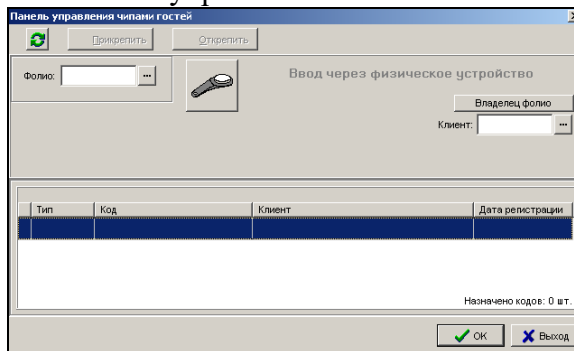 Панель управления чипами гостей
Прикрепить
Открепить
Фолио:
Ввод через физическое устройство
Владелец фолио
Клиент:
Тип Код Клиент Дата регистрации
Назначено кодов: 0 шт.
OK Выход